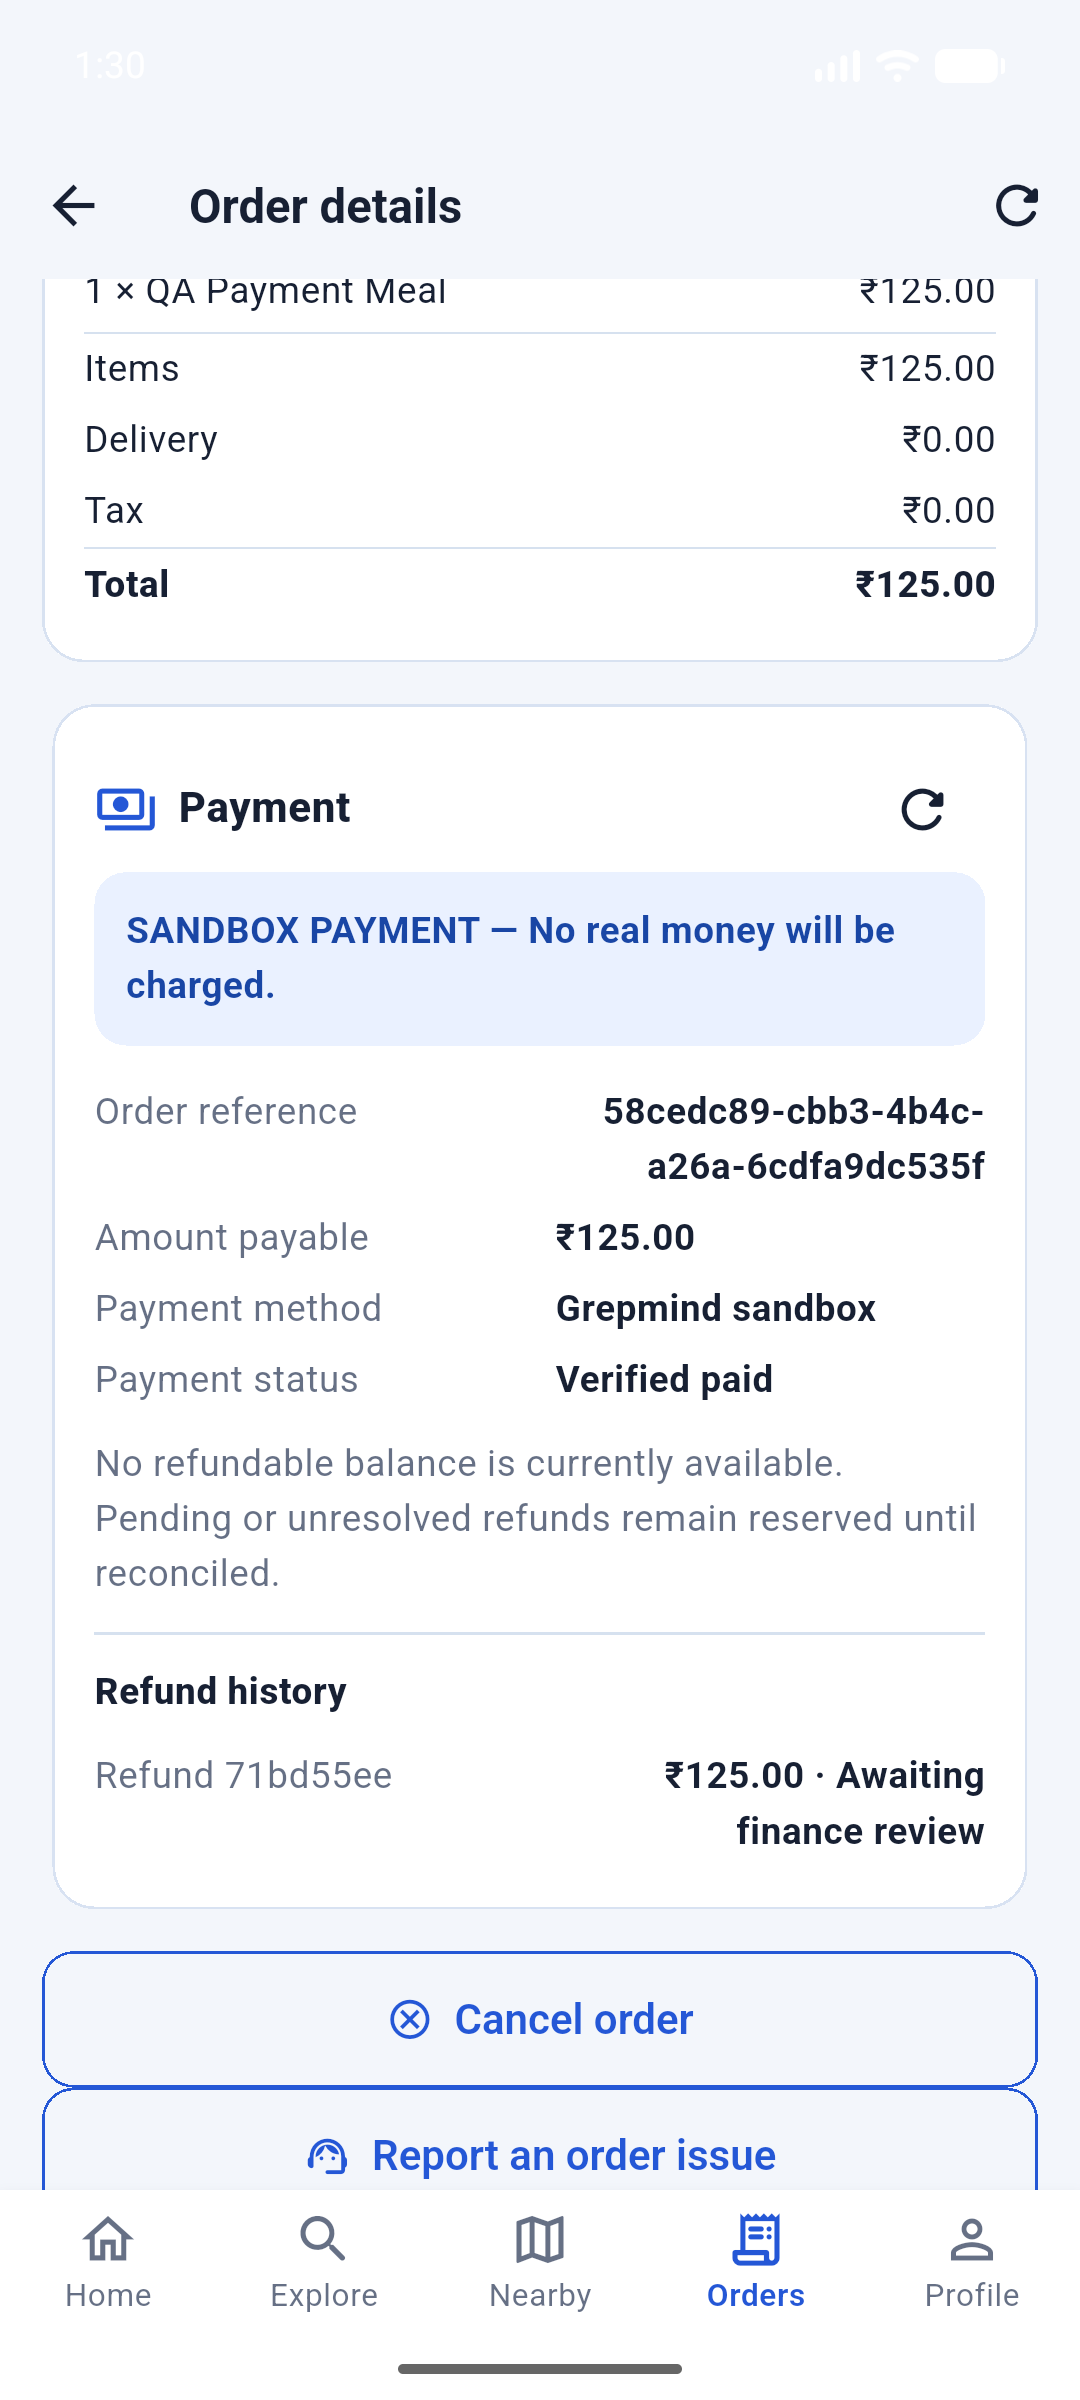 1:30
Order details
1 × QA Payment Meal ₹125.00
Items ₹125.00
Delivery ₹0.00
Tax ₹0.00
Total ₹125.00
Payment
SANDBOX PAYMENT — No real money will be
charged.
Order reference 58cedc89-cbb3-4b4c-
a26a-6cdfa9dc535f
Amount payable ₹125.00
Payment method Grepmind sandbox
Payment status Verified paid
No refundable balance is currently available.
Pending or unresolved refunds remain reserved until
reconciled.
Refund history
Refund 71bd55ee ₹125.00 · Awaiting
finance review
Cancel order
Report an order issue
Home Explore Nearby Orders Profile